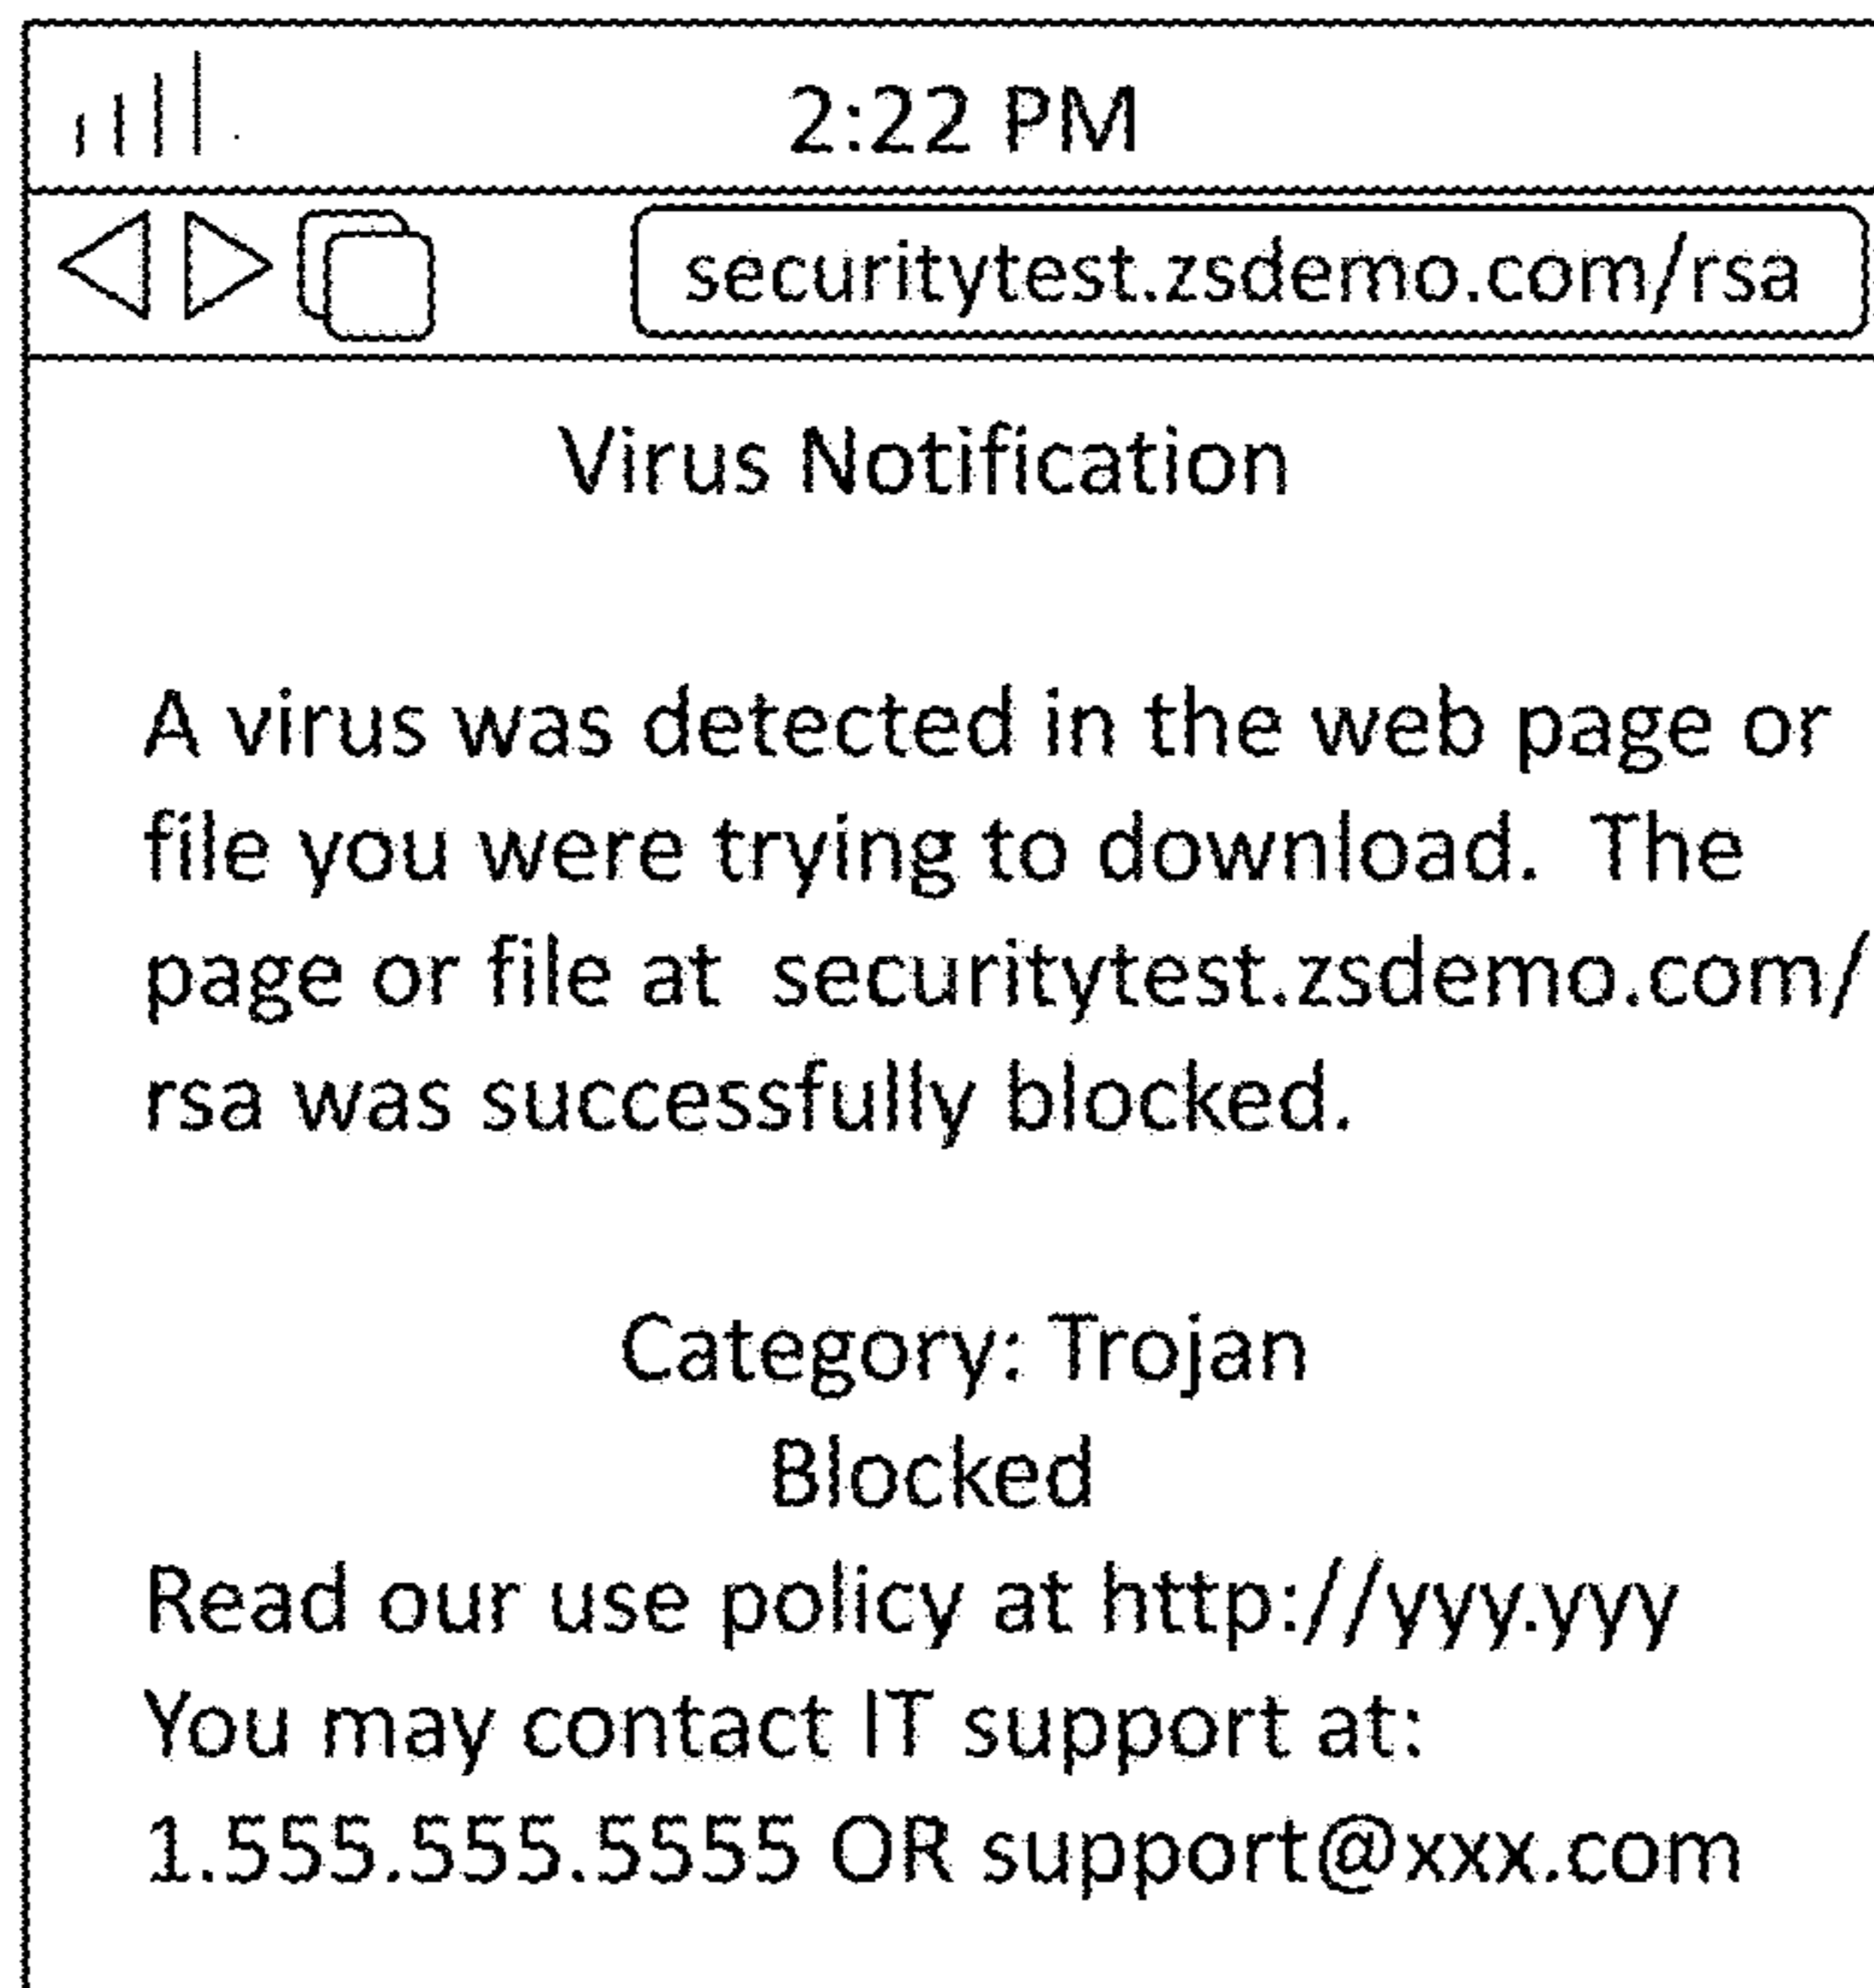 2:22 PM
securitytest.zsdemo.com/rsa
Virus Notification
A virus was detected in the web page or
file you were trying to download.  The
page or file at  securitytest.zsdemo.com/
rsa was successfully blocked.
Category: Trojan
Blocked
Read our use policy at http://yyy.yyy
You may contact IT support at:
1.555.555.5555 OR support@xxx.com